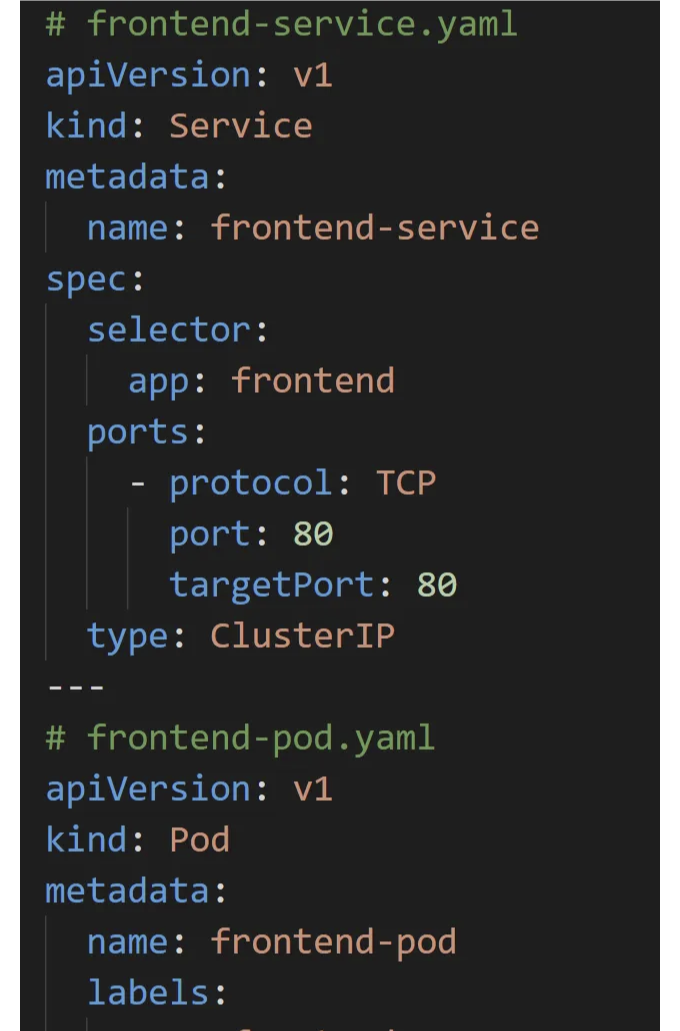 # frontend-service.yaml
apiVersion: v1
kind: Service
metadata:
  name: frontend-service
spec:
  selector:
    app: frontend
  ports:
    - protocol: TCP
      port: 80
      targetPort: 80
  type: ClusterIP
---
# frontend-pod.yaml
apiVersion: v1
kind: Pod
metadata:
  name: frontend-pod
  labels: